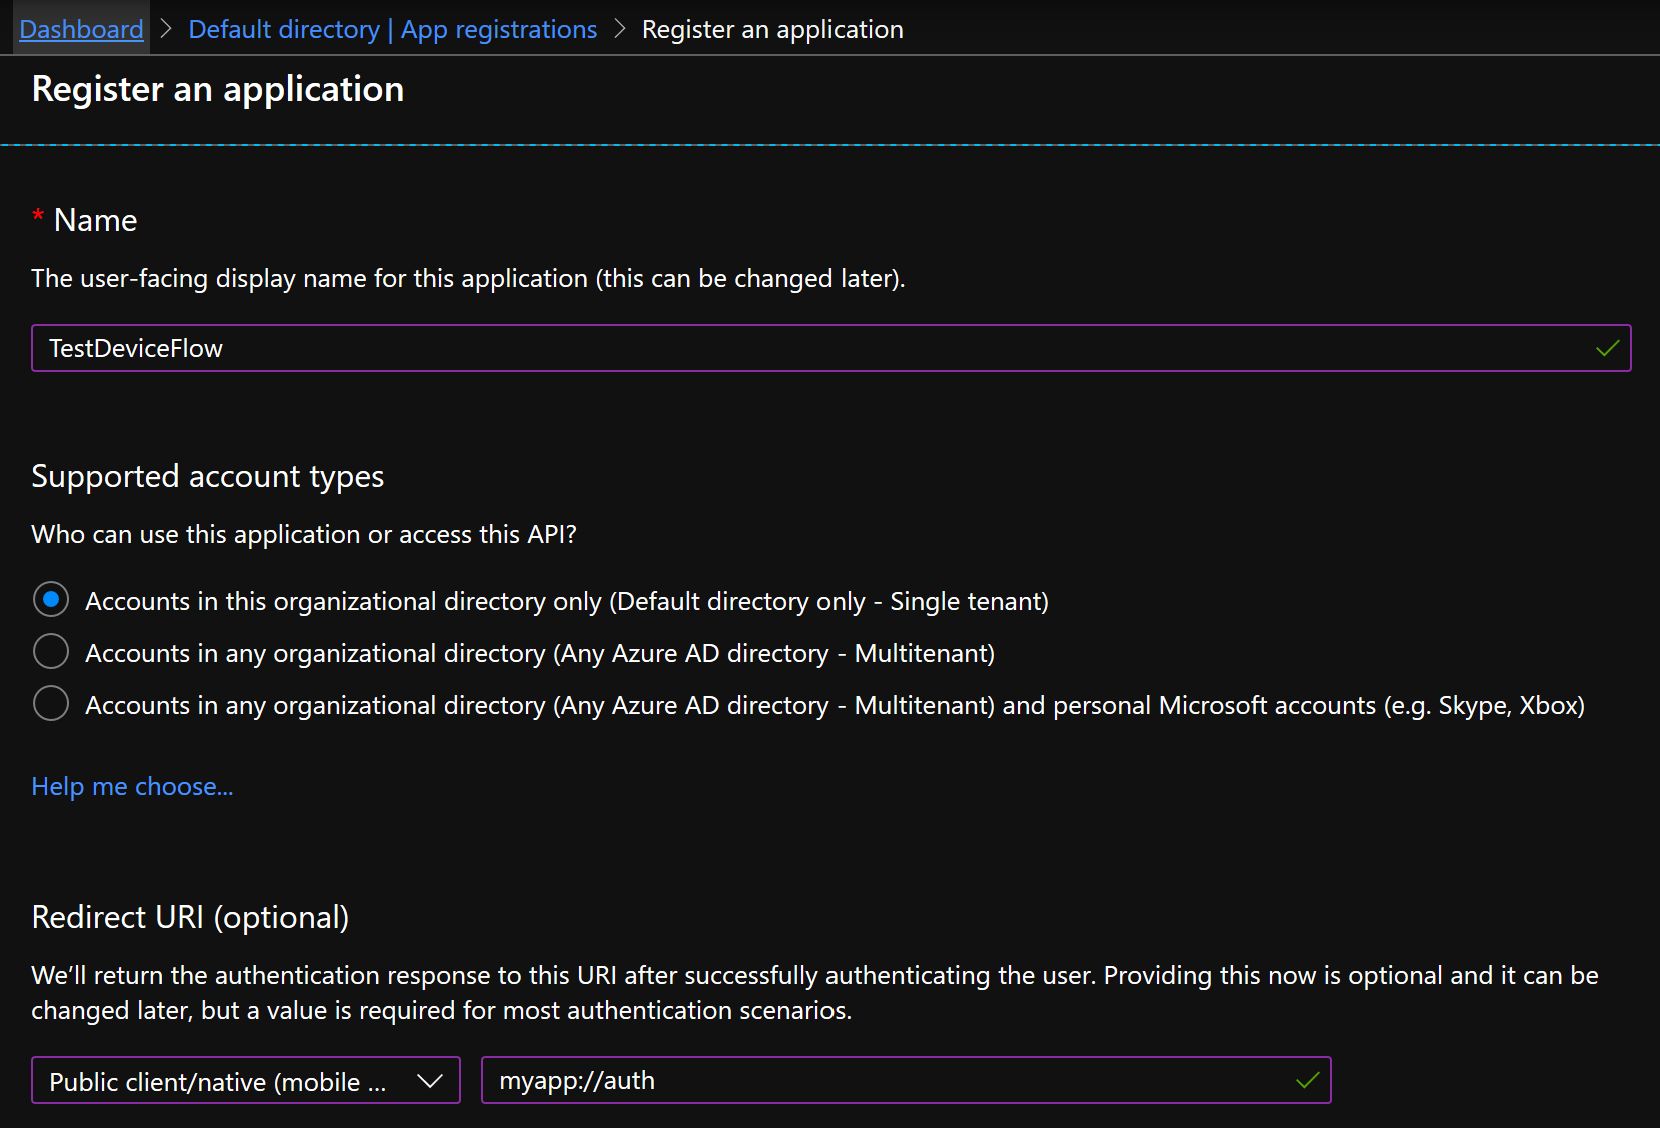 Dashboard > Default directory | App registrations > Register an application
Register an application
* Name
The user-facing display name for this application (this can be changed later).
TestDeviceFlow
Supported account types
Who can use this application or access this API?
Accounts in this organizational directory only (Default directory only - Single tenant)
Accounts in any organizational directory (Any Azure AD directory - Multitenant)
Accounts in any organizational directory (Any Azure AD directory - Multitenant) and personal Microsoft accounts (e.g. Skype, Xbox)
Help me choose...
Redirect URI (optional)
We’ll return the authentication response to this URI after successfully authenticating the user. Providing this now is optional and it can be
changed later, but a value is required for most authentication scenarios.
Public client/native (mobile ... myapp://auth